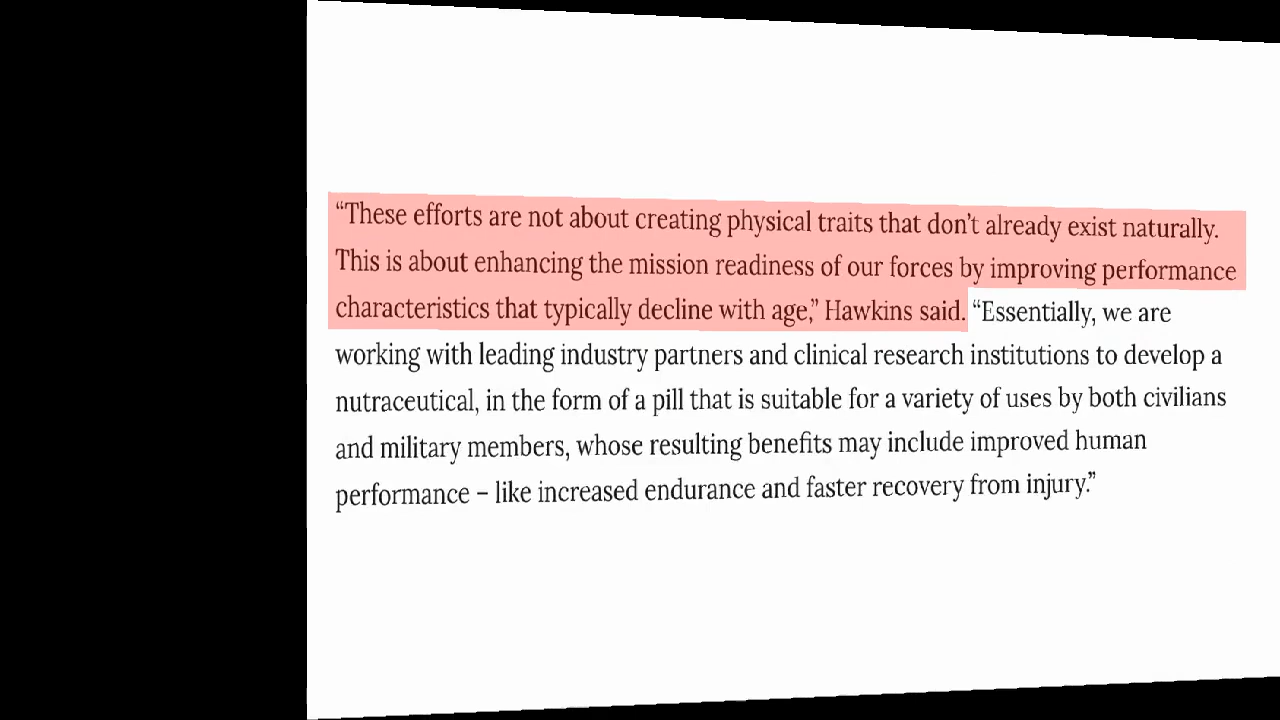 “These efforts are not about creating physical traits that don’t already exist naturally.
This is about enhancing the mission readiness of our forces by improving performance
characteristics that typically decline with age,” Hawkins said. “Essentially, we are
working with leading industry partners and clinical research institutions to develop a
nutraceutical, in the form of a pill that is suitable for a variety of uses by both civilians
and military members, whose resulting benefits may include improved human
performance – like increased endurance and faster recovery from injury.”